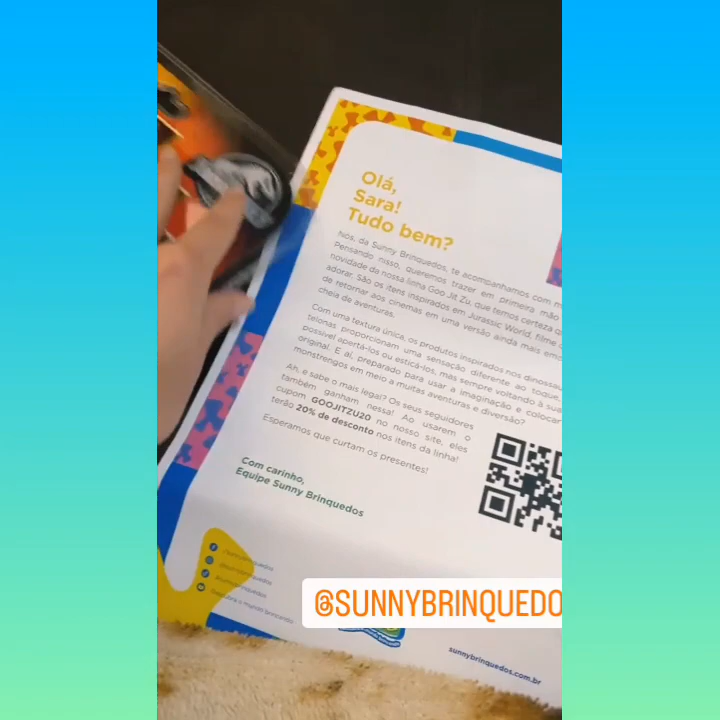 Olá,
Sara!
Tudo bem?
Nós, da Sunny Brinquedos, te acompanhamos com
Pensando nisso, queremos trazer em primeira mão
novidade da nossa linha Goo Jit Zu, que temos certeza
adorar. São os itens inspirados em Jurassic World, filme
de retornar aos cinemas em uma versão ainda mais
cheia de aventuras.
Com uma textura única, os produtos inspirados nos
telonas proporcionam uma sensação diferente ao toque,
possível apertá-los ou esticá-los, mas sempre voltando à sua
original. E aí, preparado para usar a imaginação e colocar
monstrengos em meio a muitas aventuras e diversão?
Ah, e sabe o mais legal? Os seus seguidores
também ganham nessa! Ao usarem o
cupom GOOJITZU20 no nosso site, eles
terão 20% de desconto nos itens da linha!
Esperamos que curtam os presentes!
Com carinho,
Equipe Sunny Brinquedos
/sunnybrinquedos
@sunnybrinquedos
/sunnybrinquedos
Descubra o mundo brincando
@SUNNYBRINQUEDO
sunnybrinquedos.com.br